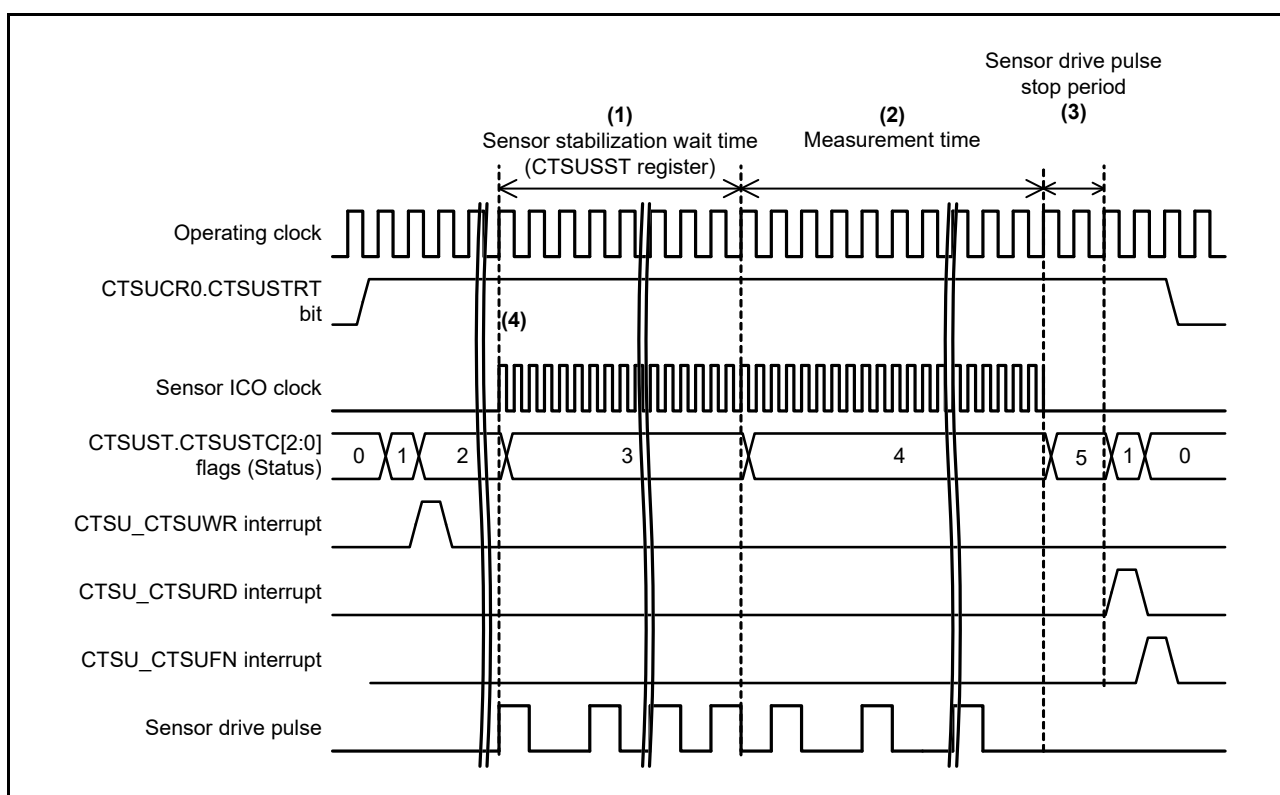 Sensor drive pulse
stop period
(3)
(1)
Sensor stabilization wait time
(CTSUSST register)
(2)
Measurement time
Operating clock
CTSUCR0.CTSUSTRT
bit
(4)
Sensor ICO clock
CTSUST.CTSUSTC[2:0]
flags (Status)
0 1 2 3 4 5 1 0
CTSU_CTSUWR interrupt
CTSU_CTSURD interrupt
CTSU_CTSUFN interrupt
Sensor drive pulse